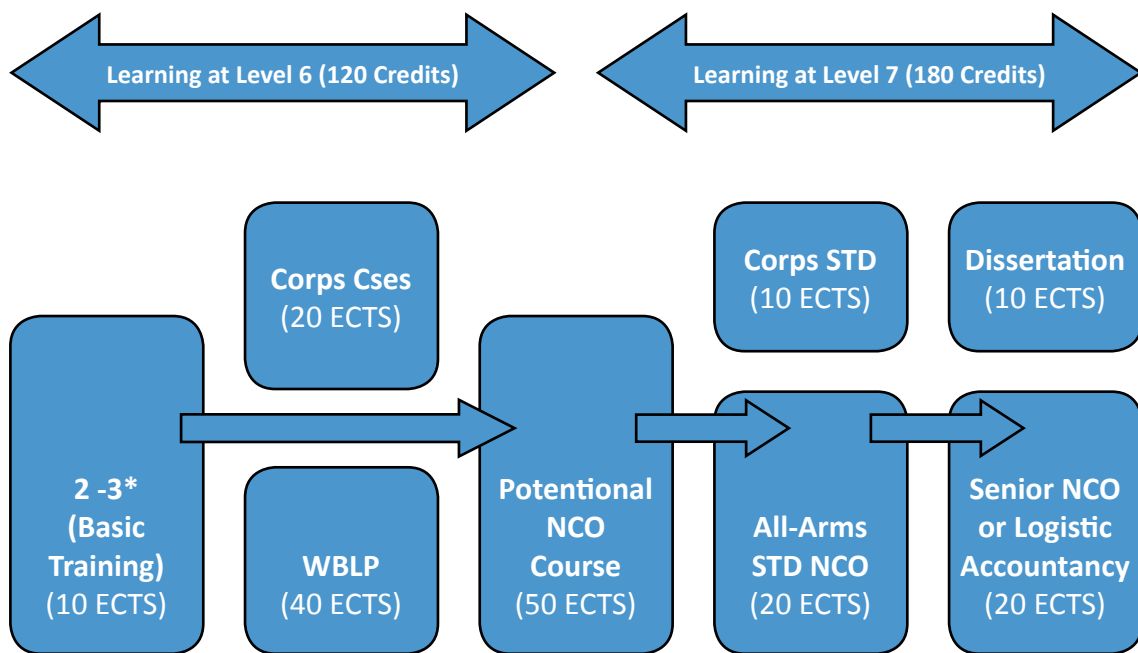 Learning at Level 6 (120 Credits)
Learning at Level 7 (180 Credits)
Corps Cses
(20 ECTS)
Corps STD
(10 ECTS)
Dissertation
(10 ECTS)
2 -3*
(Basic
Training)
(10 ECTS)
WBLP
(40 ECTS)
Potentional
NCO
Course
(50 ECTS)
All-Arms
STD NCO
(20 ECTS)
Senior NCO
or Logistic
Accountancy
(20 ECTS)